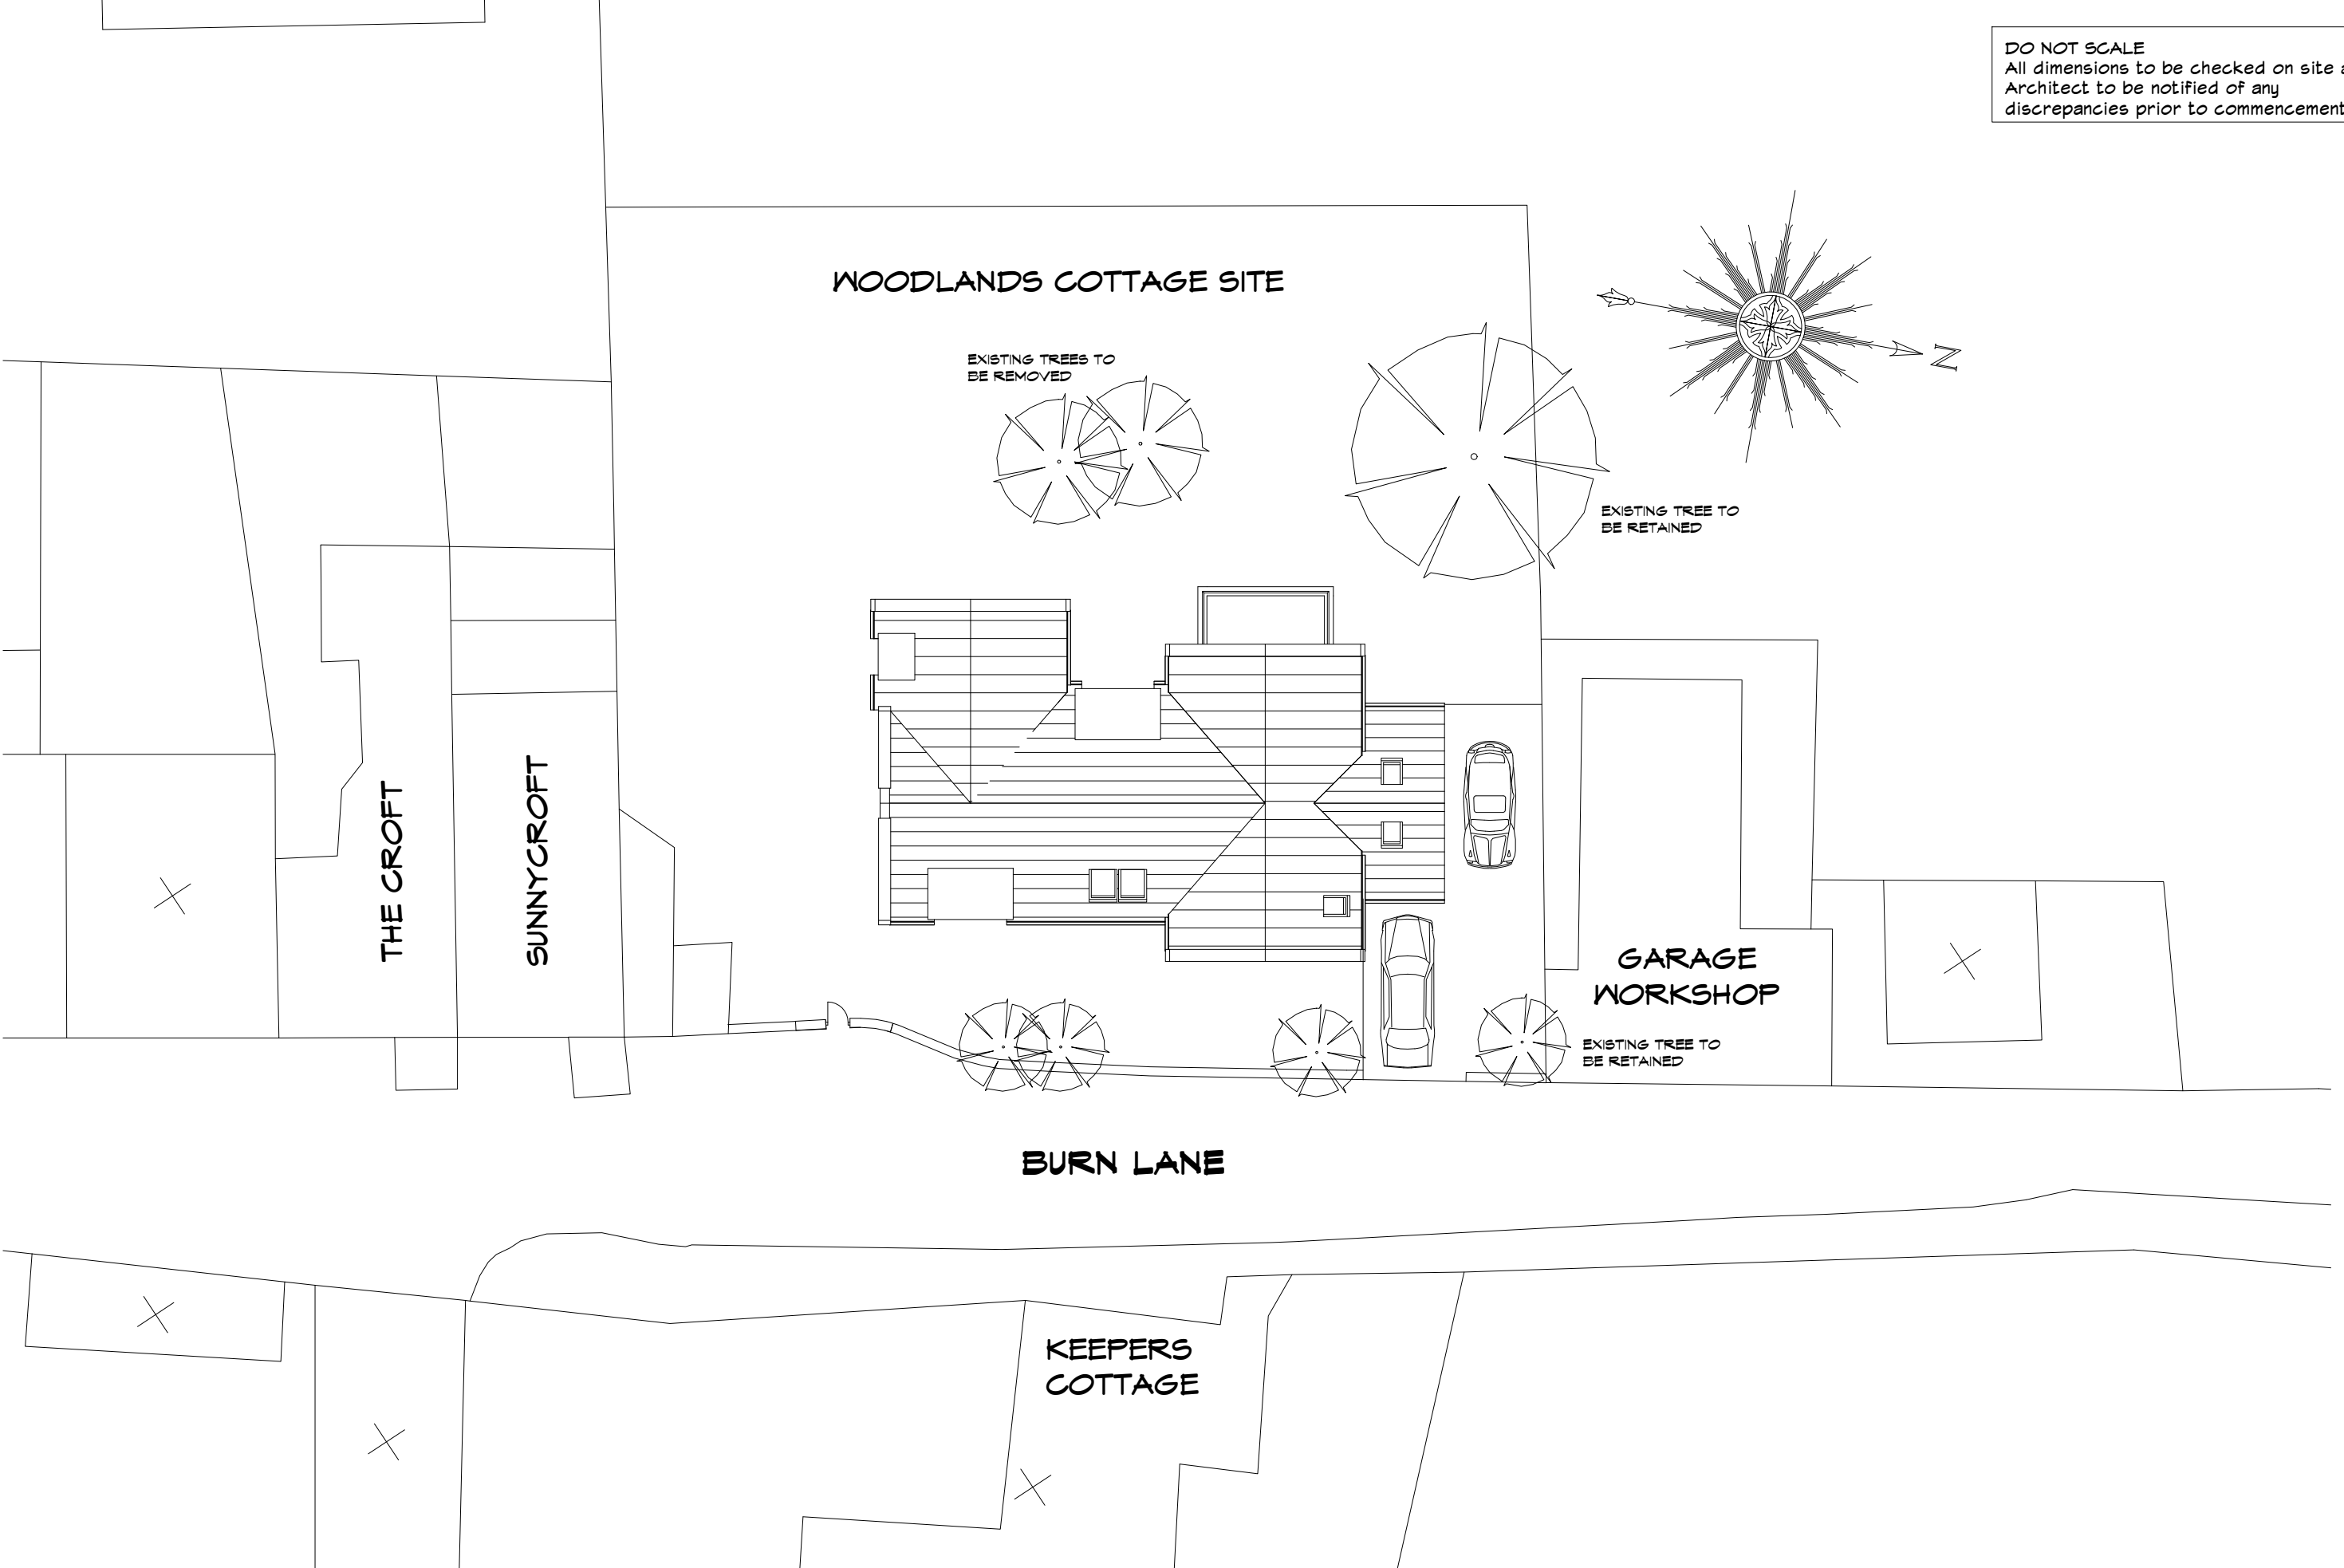 DO NOT SCALE
All dimensions to be checked on site
Architect to be notified of any
discrepancies prior to commencement
WOODLANDS COTTAGE SITE
EXISTING TREES TO
BE REMOVED
N
EXISTING TREE TO
BE RETAINED
THE CROFT
SUNNYCROFT
GARAGE
WORKSHOP
EXISTING TREE TO
BE RETAINED
BURN LANE
KEEPERS
COTTAGE